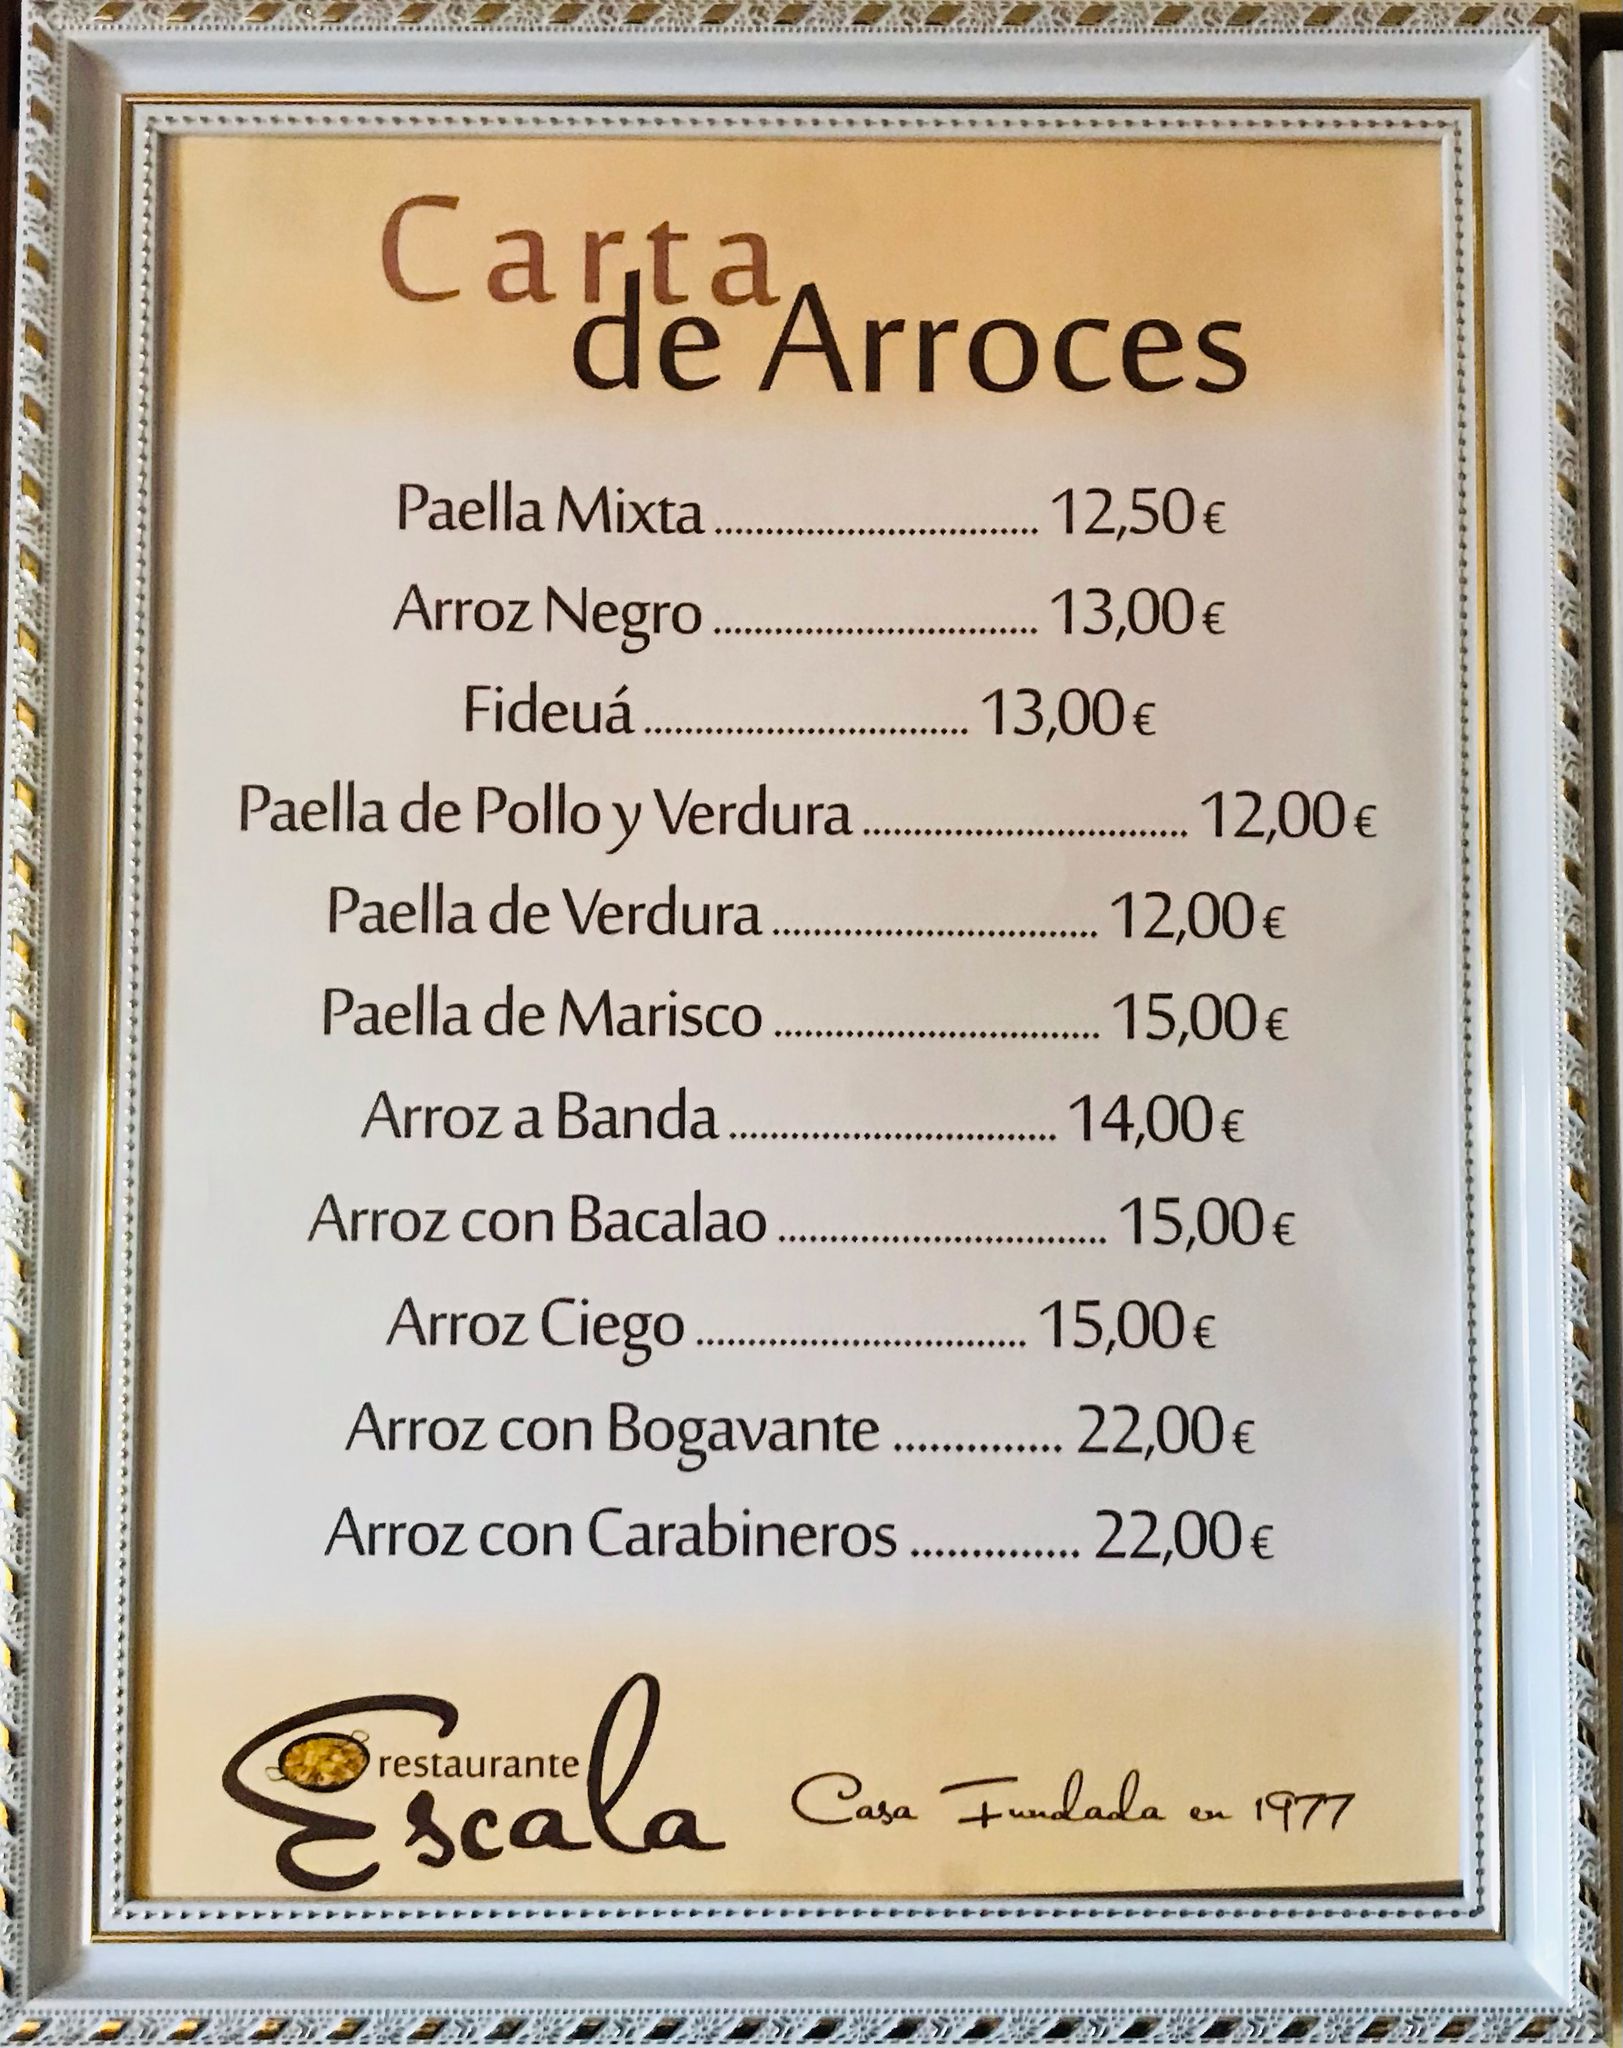 Carta
de Arroces
Paella Mixta ................................ 12,50 €
Arroz Negro ................................ 13,00 €
Fideuá ................................ 13,00 €
Paella de Pollo y Verdura ................................ 12,00 €
Paella de Verdura ................................ 12,00 €
Paella de Marisco ................................ 15,00 €
Arroz a Banda ................................ 14,00 €
Arroz con Bacalao ................................ 15,00 €
Arroz Ciego ................................ 15,00 €
Arroz con Bogavante .............. 22,00 €
Arroz con Carabineros .............. 22,00 €
restaurante
Escala
Casa Fundada en 1977